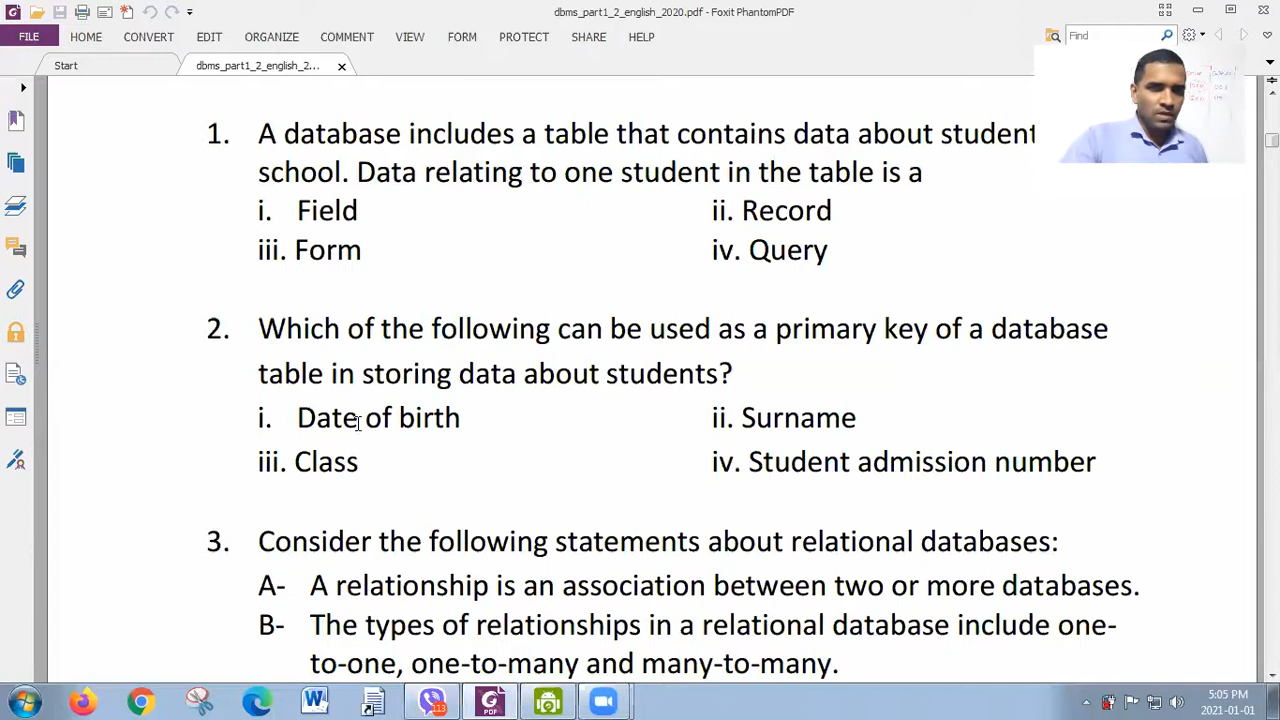 dbms_part1_2_english_2020.pdf - Foxit PhantomPDF
FILE HOME CONVERT EDIT ORGANIZE COMMENT VIEW FORM PROTECT SHARE HELP Find
Start dbms_part1_2_english_2...
1. A database includes a table that contains data about student
school. Data relating to one student in the table is a
i. Field ii. Record
iii. Form iv. Query
2. Which of the following can be used as a primary key of a database
table in storing data about students?
i. Date of birth ii. Surname
iii. Class iv. Student admission number
3. Consider the following statements about relational databases:
A- A relationship is an association between two or more databases.
B- The types of relationships in a relational database include one-
to-one, one-to-many and many-to-many.
113 PDF 5:05 PM
2021-01-01